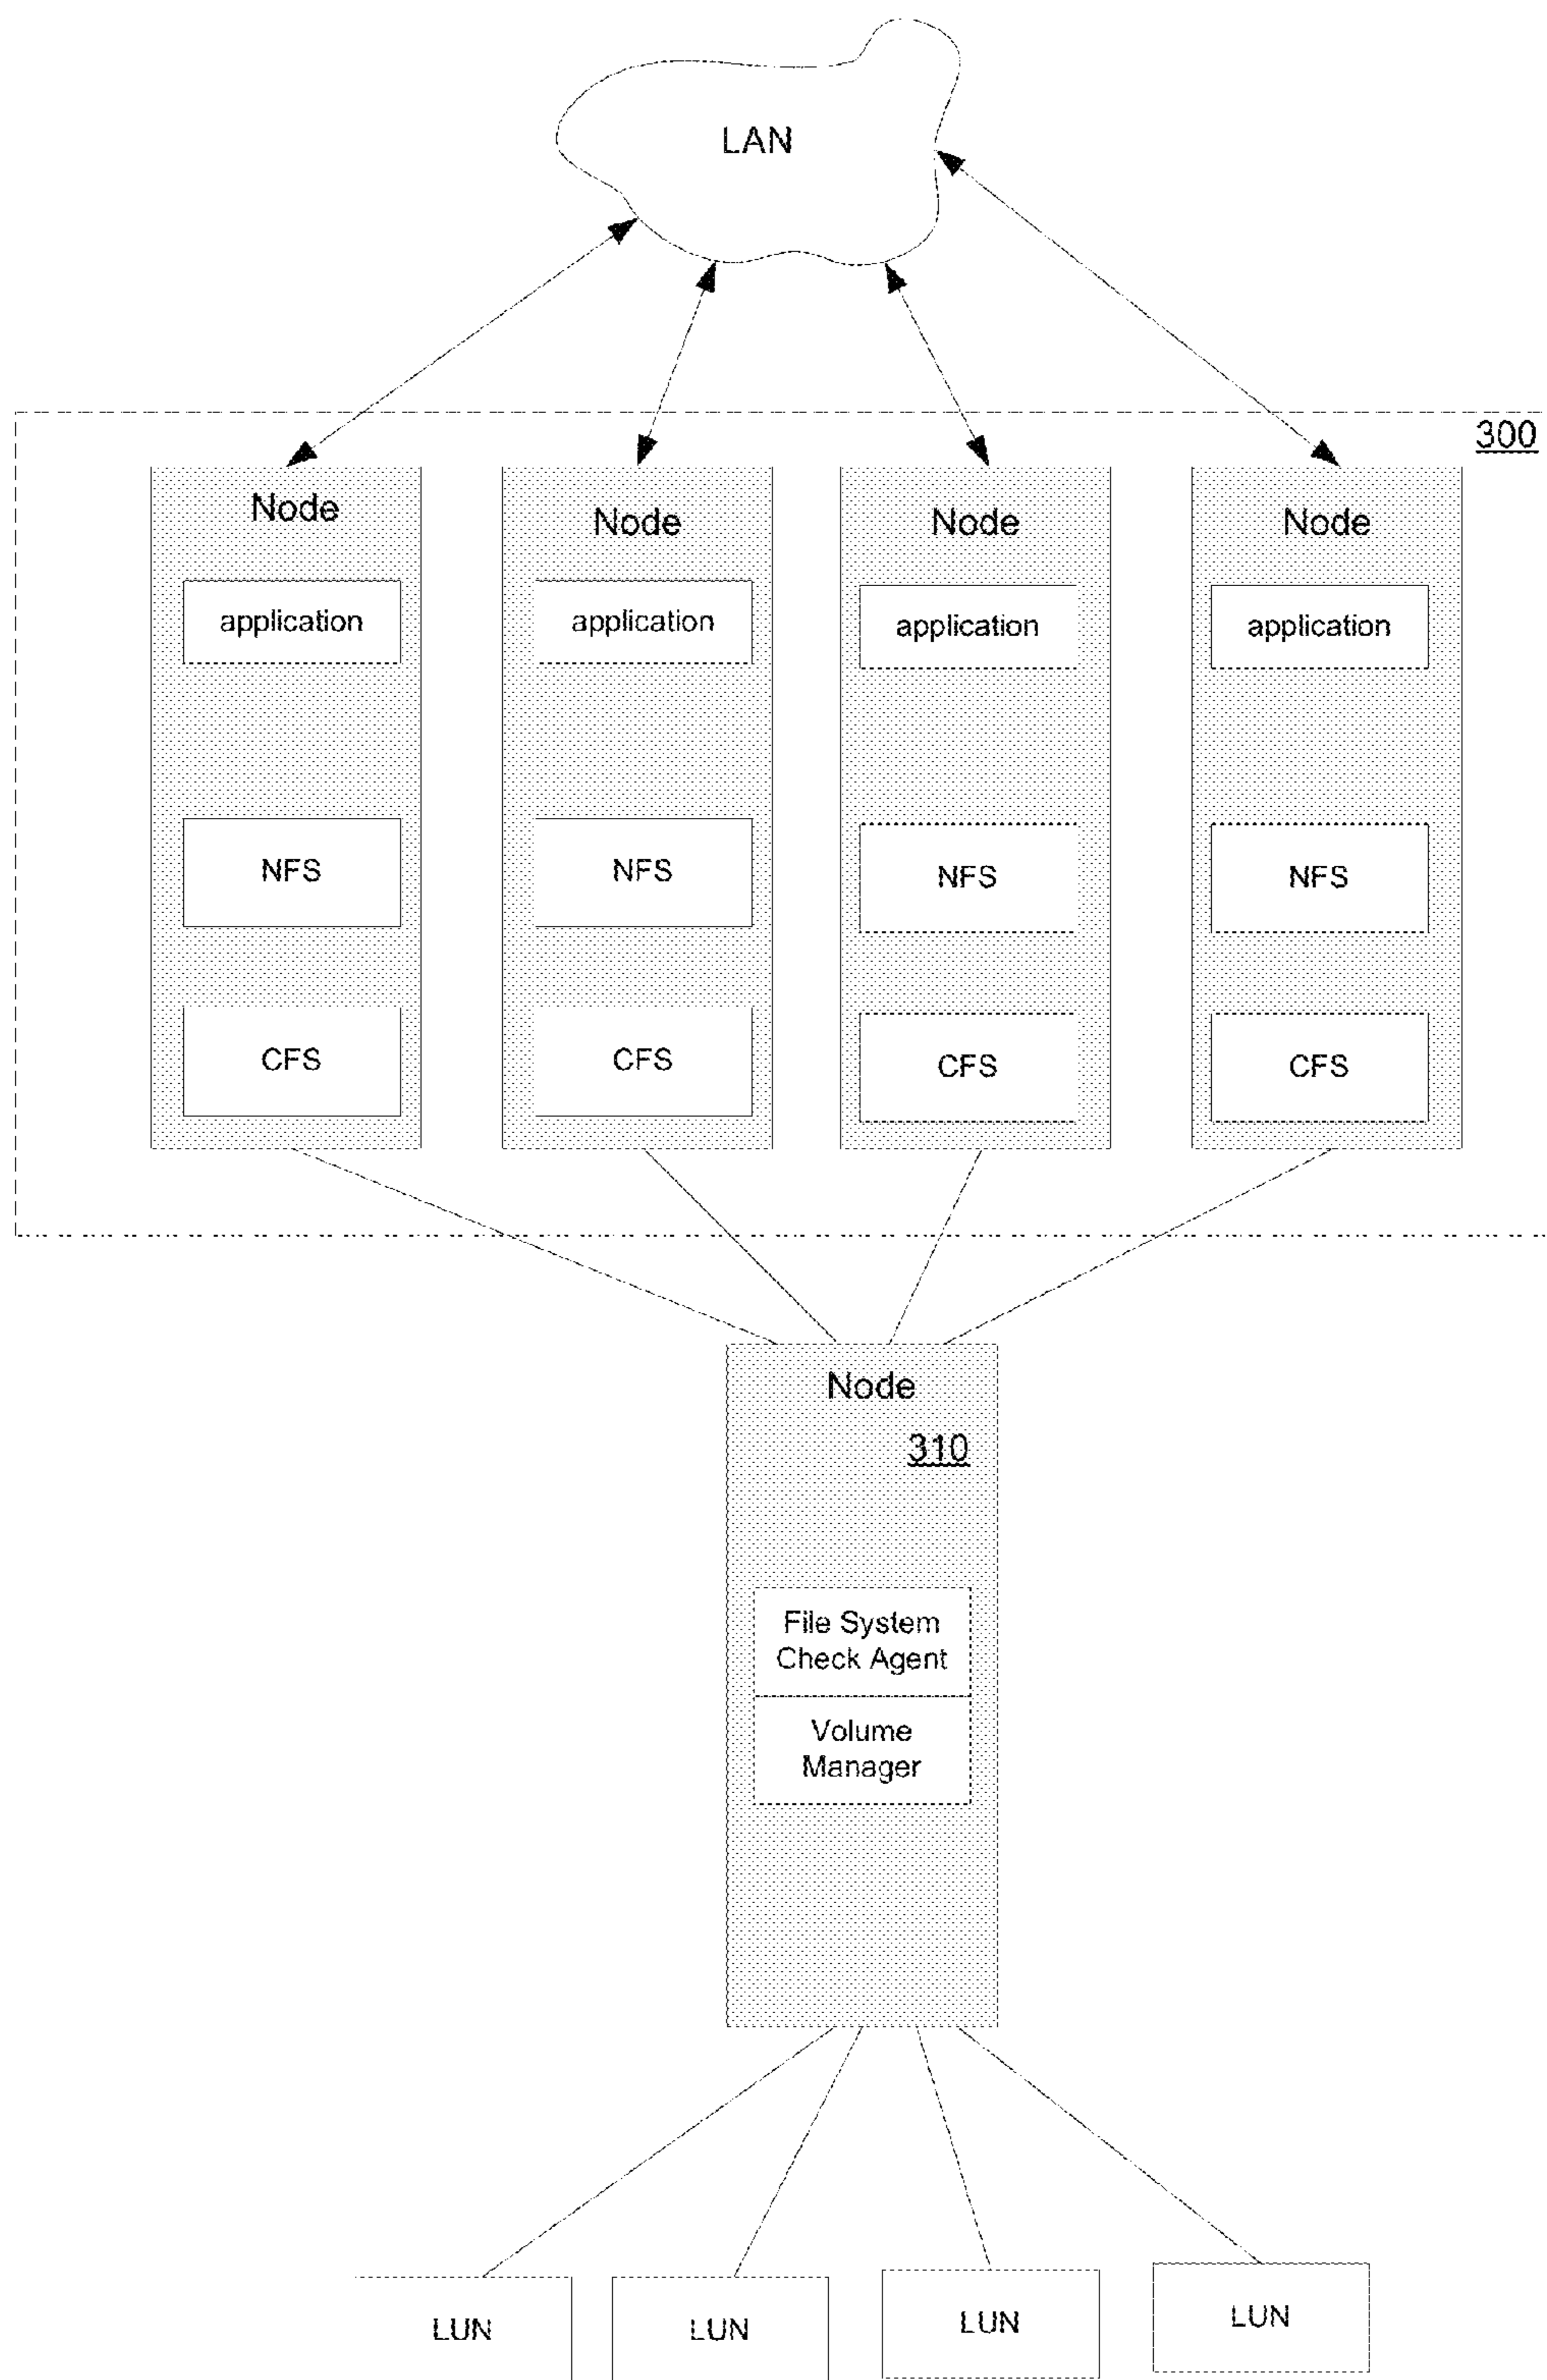 LAN
300
Node
Node
Node
Node
application
application
application
application
NFS
NFS
NFS
NFS
CFS
CFS
CFS
CFS
Node
310
File System
Check Agent
Volume
Manager
LUN
LUN
LUN
LUN